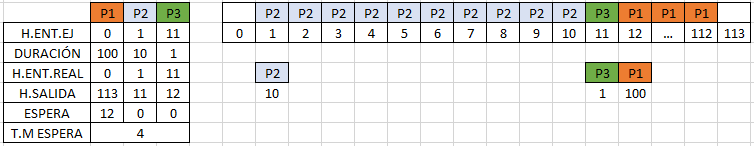 P1 P2 P3
H.ENT.EJ 0 1 11
DURACIÓN 100 10 1
H.ENT.REAL 0 1 11
H.SALIDA 113 11 12
ESPERA 12 0 0
T.M ESPERA 4
P2 P2 P2 P2 P2 P2 P2 P2 P2 P2 P3 P1 P1 P1
0 1 2 3 4 5 6 7 8 9 10 11 12 ... 112 113
P2 P3 P1
10 1 100